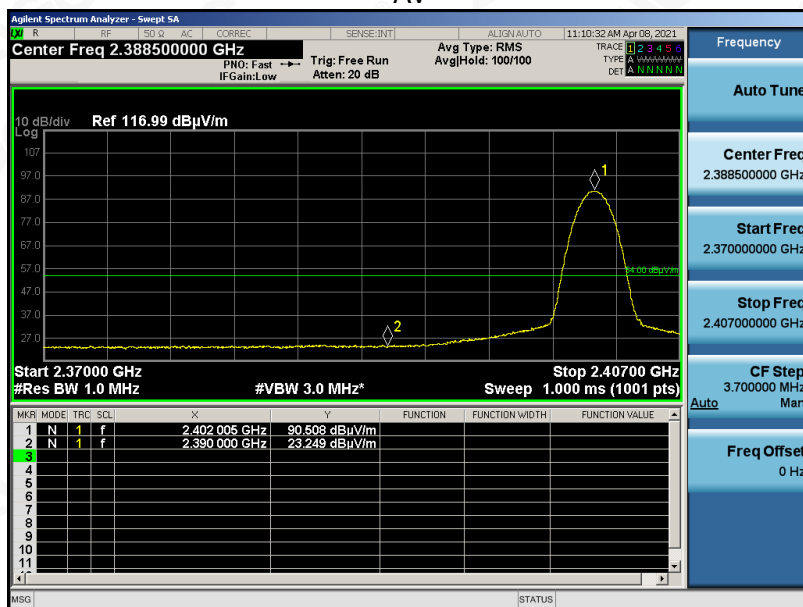 Agilent Spectrum Analyzer - Swept SA
LXI R RF 50 Ω AC CORREC SENSE:INT ALIGN AUTO 11:10:32 AM Apr 08, 2021
Center Freq 2.388500000 GHz
PNO: Fast
IFGain:Low
Trig: Free Run
Atten: 20 dB
Avg Type: RMS
Avg|Hold: 100/100
TRACE 1 2 3 4 5 6
TYPE A
DET A N N N N N
10 dB/div Ref 116.99 dBµV/m
Log
107
97.0
87.0
77.0
67.0
57.0
47.0
37.0
27.0
1
2
54.00 dBµV/m
Start 2.37000 GHz Stop 2.40700 GHz
#Res BW 1.0 MHz #VBW 3.0 MHz* Sweep 1.000 ms (1001 pts)
MKR MODE TRC SCL X Y FUNCTION FUNCTION WIDTH FUNCTION VALUE
1 N 1 f 2.402 005 GHz 90.508 dBµV/m
2 N 1 f 2.390 000 GHz 23.249 dBµV/m
3
4
5
6
7
8
9
10
11
MSG STATUS
Frequency
Auto Tune
Center Freq
2.388500000 GHz
Start Freq
2.370000000 GHz
Stop Freq
2.407000000 GHz
CF Step
3.700000 MHz
Auto Man
Freq Offset
0 Hz